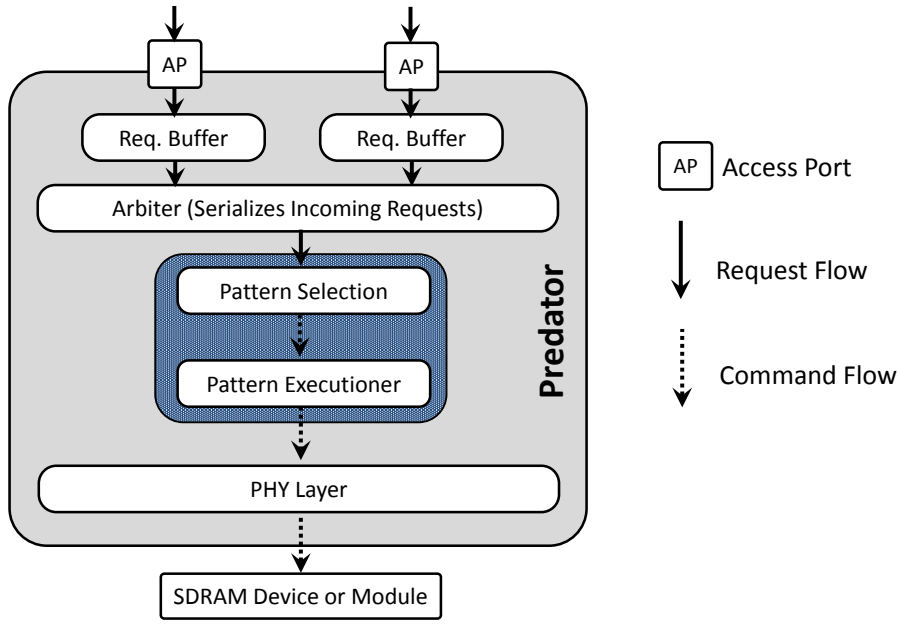 AP
AP
Req. Buffer
Req. Buffer
Arbiter (Serializes Incoming Requests)
Pattern Selection
Pattern Executioner
Predator
PHY Layer
SDRAM Device or Module
AP
Access Port
Request Flow
Command Flow